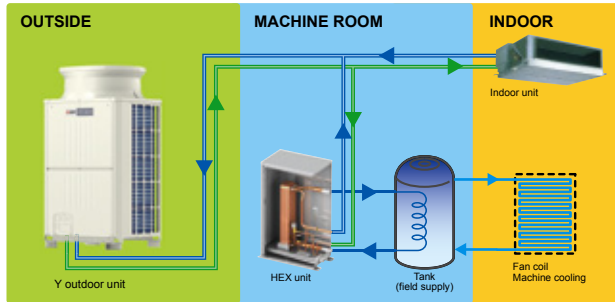 OUTSIDE
MACHINE ROOM
INDOOR
Indoor unit
Y outdoor unit
HEX unit
Tank
(field supply)
Fan coil
Machine cooling